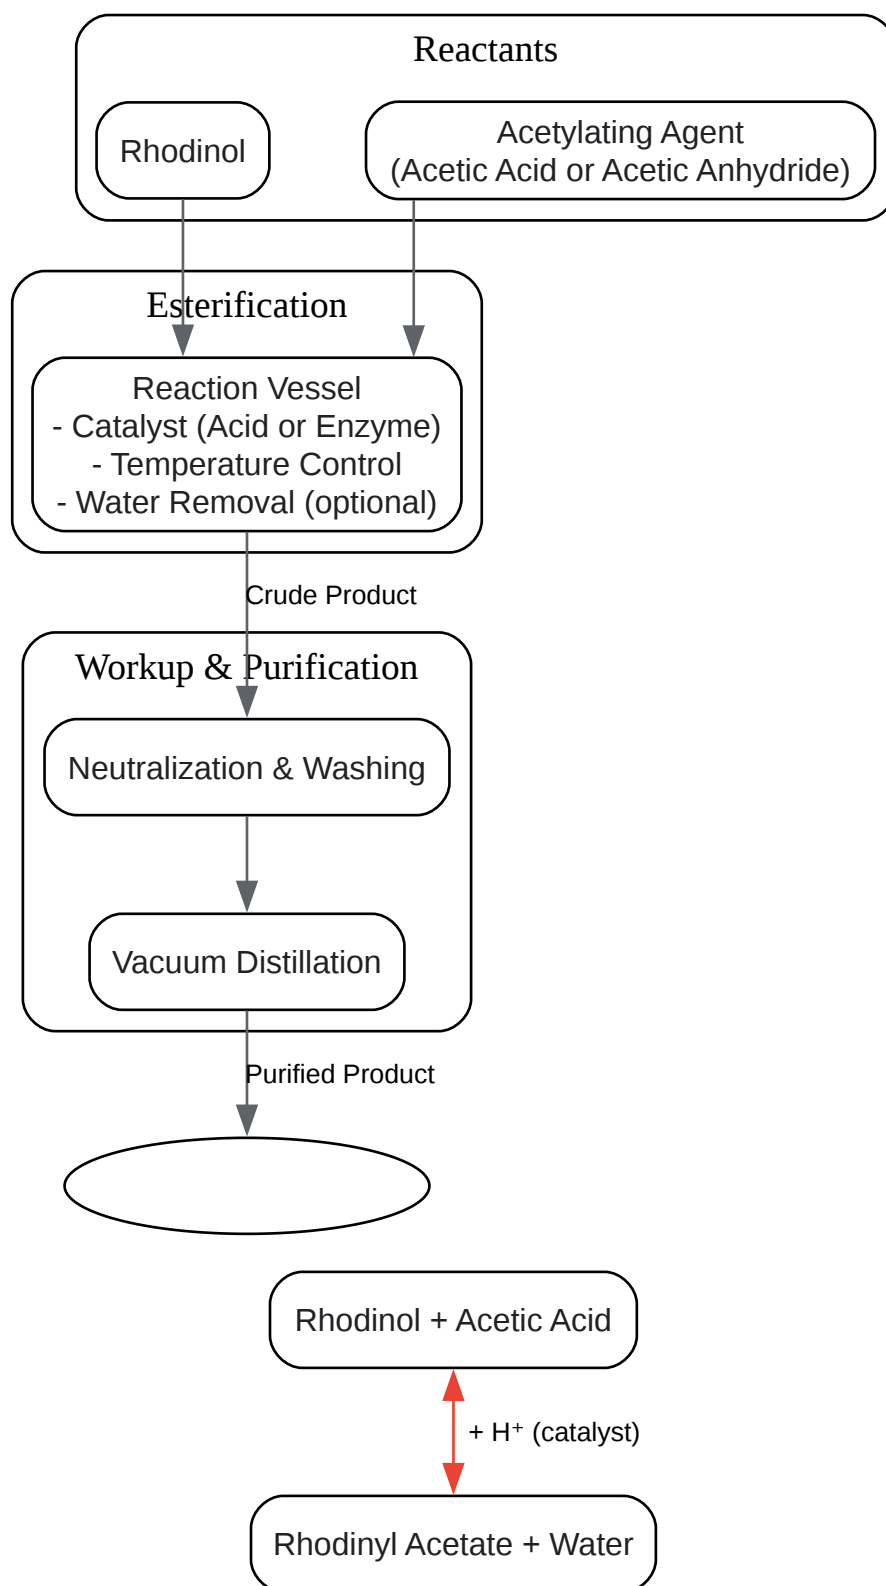 Reactants
Rhodinol
Acetylating Agent
(Acetic Acid or Acetic Anhydride)
Esterification
Reaction Vessel
- Catalyst (Acid or Enzyme)
- Temperature Control
- Water Removal (optional)
Crude Product
Workup & Purification
Neutralization & Washing
Vacuum Distillation
Purified Product
Rhodinol + Acetic Acid
+ H⁺ (catalyst)
Rhodinyl Acetate + Water